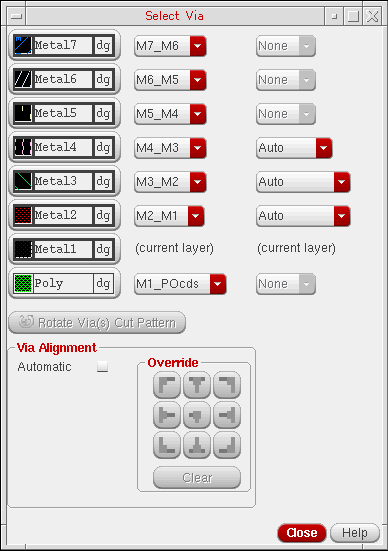 Select Via
Metal7 dg M7_M6 None
Metal6 dg M6_M5 None
Metal5 dg M5_M4 None
Metal4 dg M4_M3 Auto
Metal3 dg M3_M2 Auto
Metal2 dg M2_M1 Auto
Metal1 dg (current layer) (current layer)
Poly dg M1_POcds None
Rotate Via(s) Cut Pattern
Via Alignment
Automatic
Override
Clear
Close Help